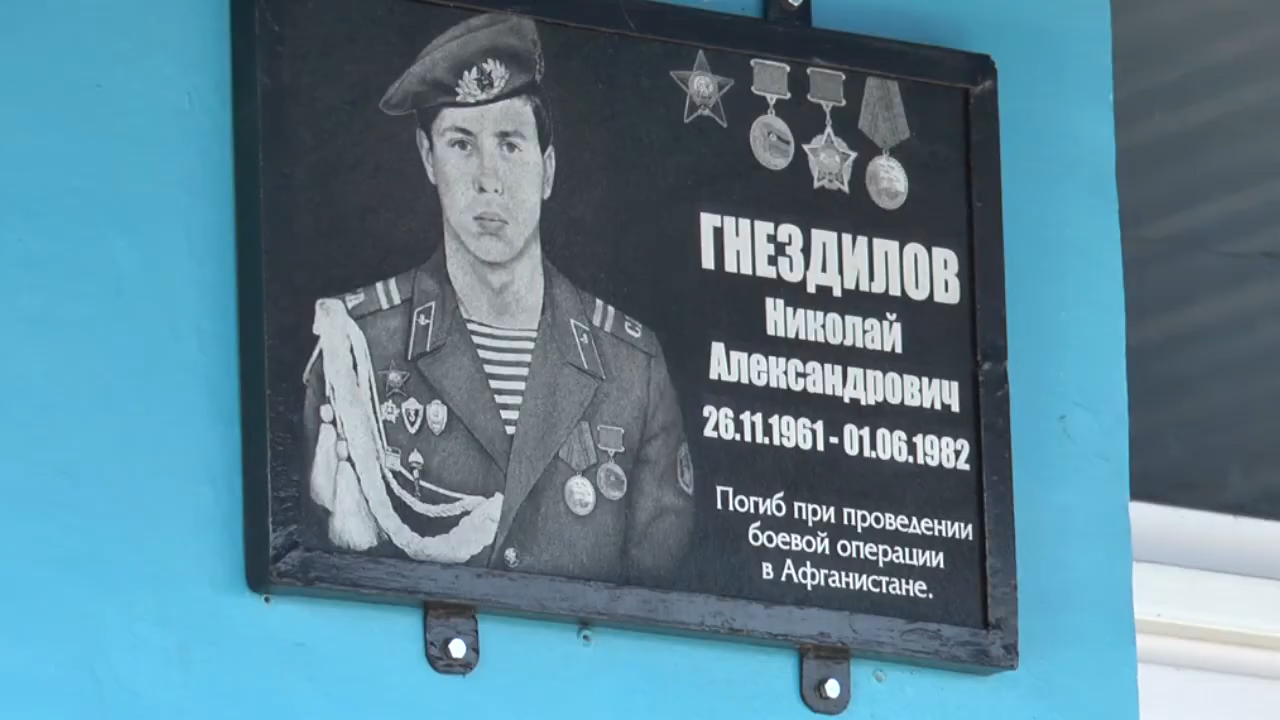 ГНЕЗДИЛОВ
Николай
Александрович
26.11.1961 - 01.06.1982
Погиб при проведении
боевой операции
в Афганистане.